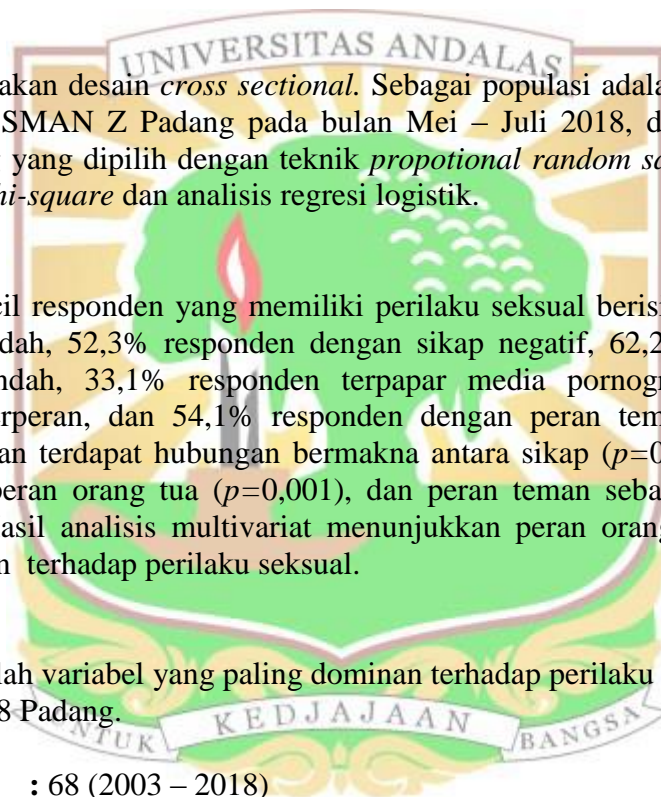 UNIVERSITAS ANDALAS
akan desain cross sectional. Sebagai populasi adala
SMAN Z Padang pada bulan Mei – Juli 2018, d
yang dipilih dengan teknik propotional random sa
hi-square dan analisis regresi logistik.
cil responden yang memiliki perilaku seksual beris
dah, 52,3% responden dengan sikap negatif, 62,2
ndah, 33,1% responden terpapar media pornogr
erperan, dan 54,1% responden dengan peran tem
an terdapat hubungan bermakna antara sikap (p=0
peran orang tua (p=0,001), dan peran teman seba
asil analisis multivariat menunjukkan peran orang
n terhadap perilaku seksual.
lah variabel yang paling dominan terhadap perilaku
8 Padang.
UNTUK KEDJAJAAN BANGSA
: 68 (2003 – 2018)